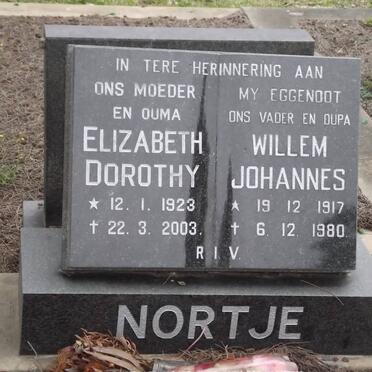 IN TERE HERINNERING AAN
ONS MOEDER
EN OUMA
ELIZABETH
DOROTHY
★ 12. 1. 1923
† 22. 3. 2003.
MY EGGENOOT
ONS VADER EN OUPA
WILLEM
JOHANNES
★ 19. 12. 1917
† 6. 12. 1980.
R.I.V.
NORTJE